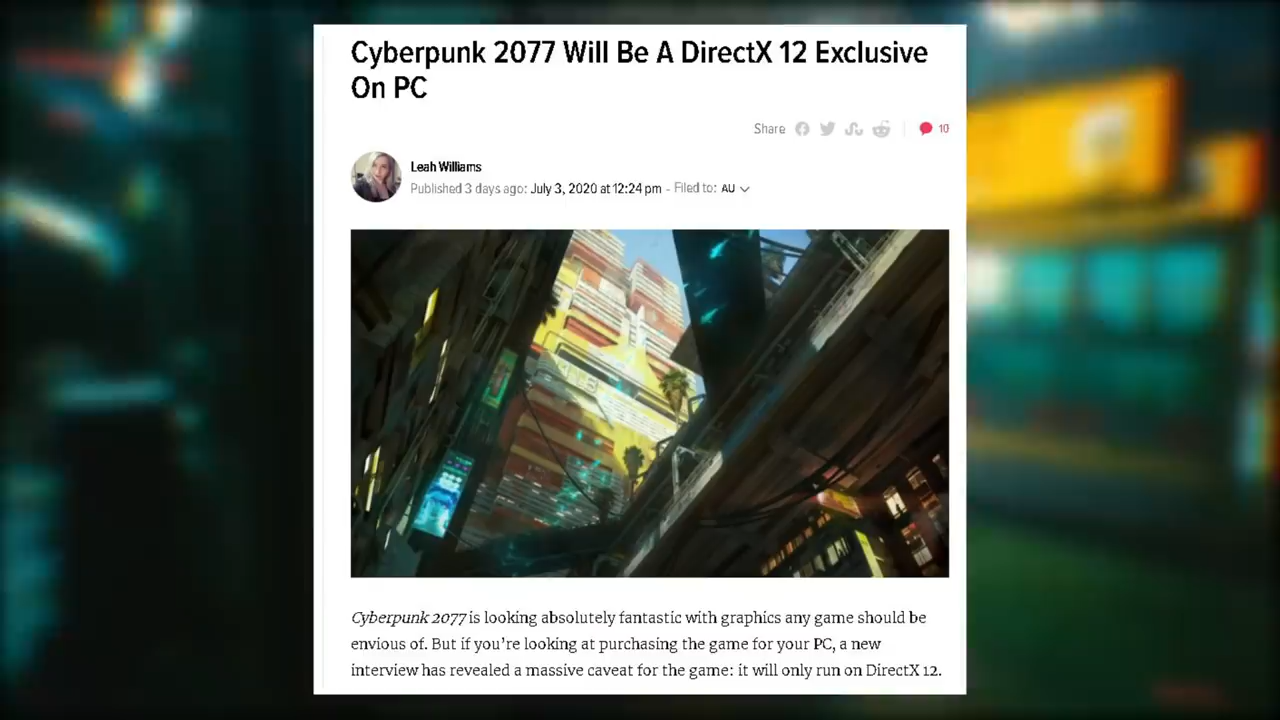 Cyberpunk 2077 Will Be A DirectX 12 Exclusive
On PC
Share
10
Leah Williams
Published 3 days ago: July 3, 2020 at 12:24 pm - Filed to: AU
Cyberpunk 2077 is looking absolutely fantastic with graphics any game should be
envious of. But if you're looking at purchasing the game for your PC, a new
interview has revealed a massive caveat for the game: it will only run on DirectX 12.